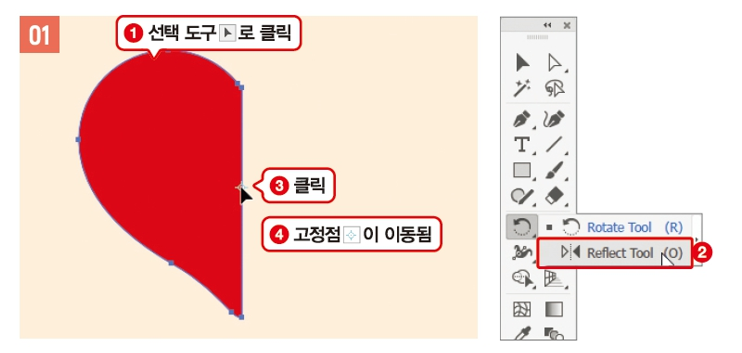 01
1 선택 도구 로 클릭
3 클릭
4 고정점 이 이동됨
T
Rotate Tool (R)
Reflect Tool (O) 2